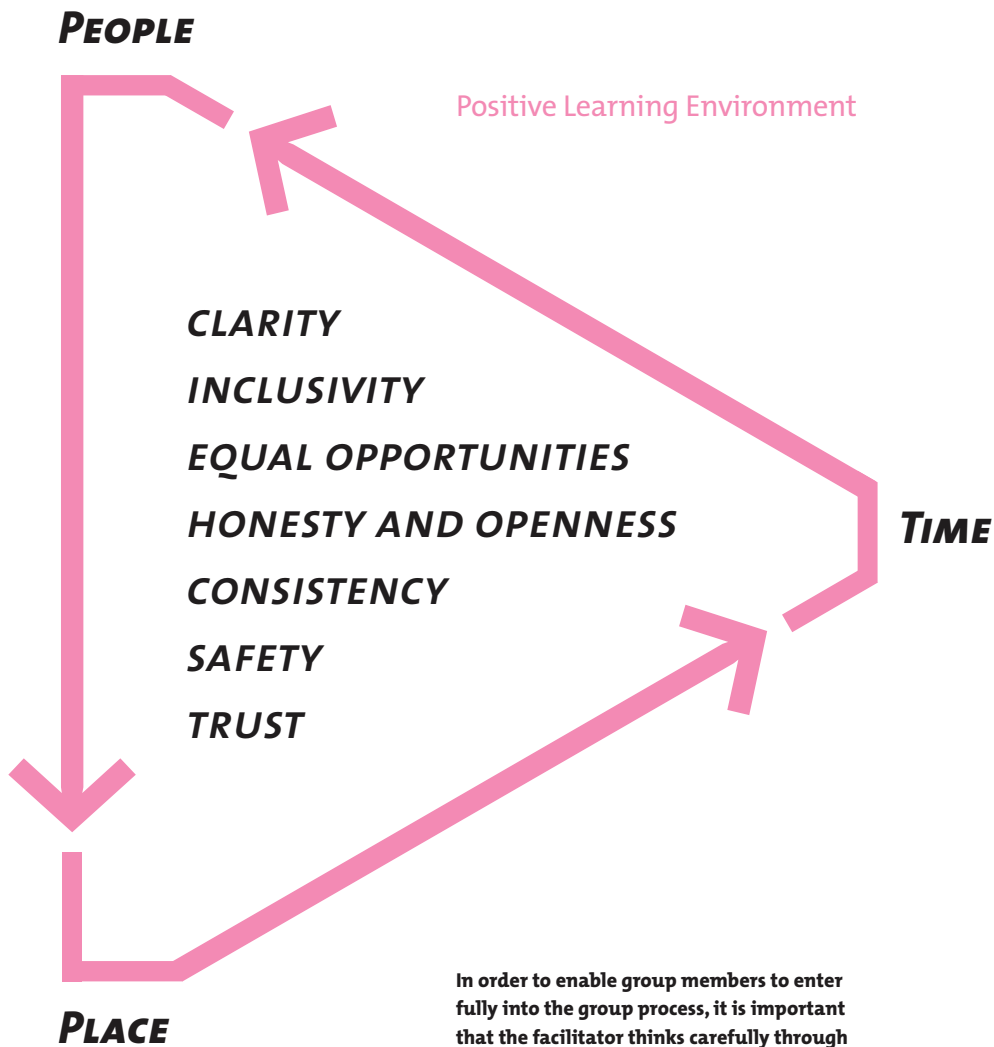 PEOPLE
Positive Learning Environment
CLARITY
INCLUSIVITY
EQUAL OPPORTUNITIES
HONESTY AND OPENNESS
TIME
CONSISTENCY
SAFETY
TRUST
PLACE
In order to enable group members to enter
fully into the group process, it is important
that the facilitator thinks carefully through